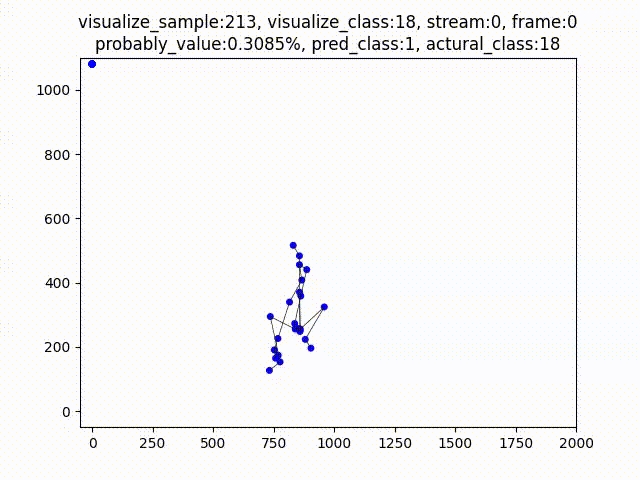 visualize_sample:213, visualize_class:18, stream:0, frame:0
probably_value:0.3085%, pred_class:1, actural_class:18
1000
800
600
400
200
0
0 250 500 750 1000 1250 1500 1750 2000